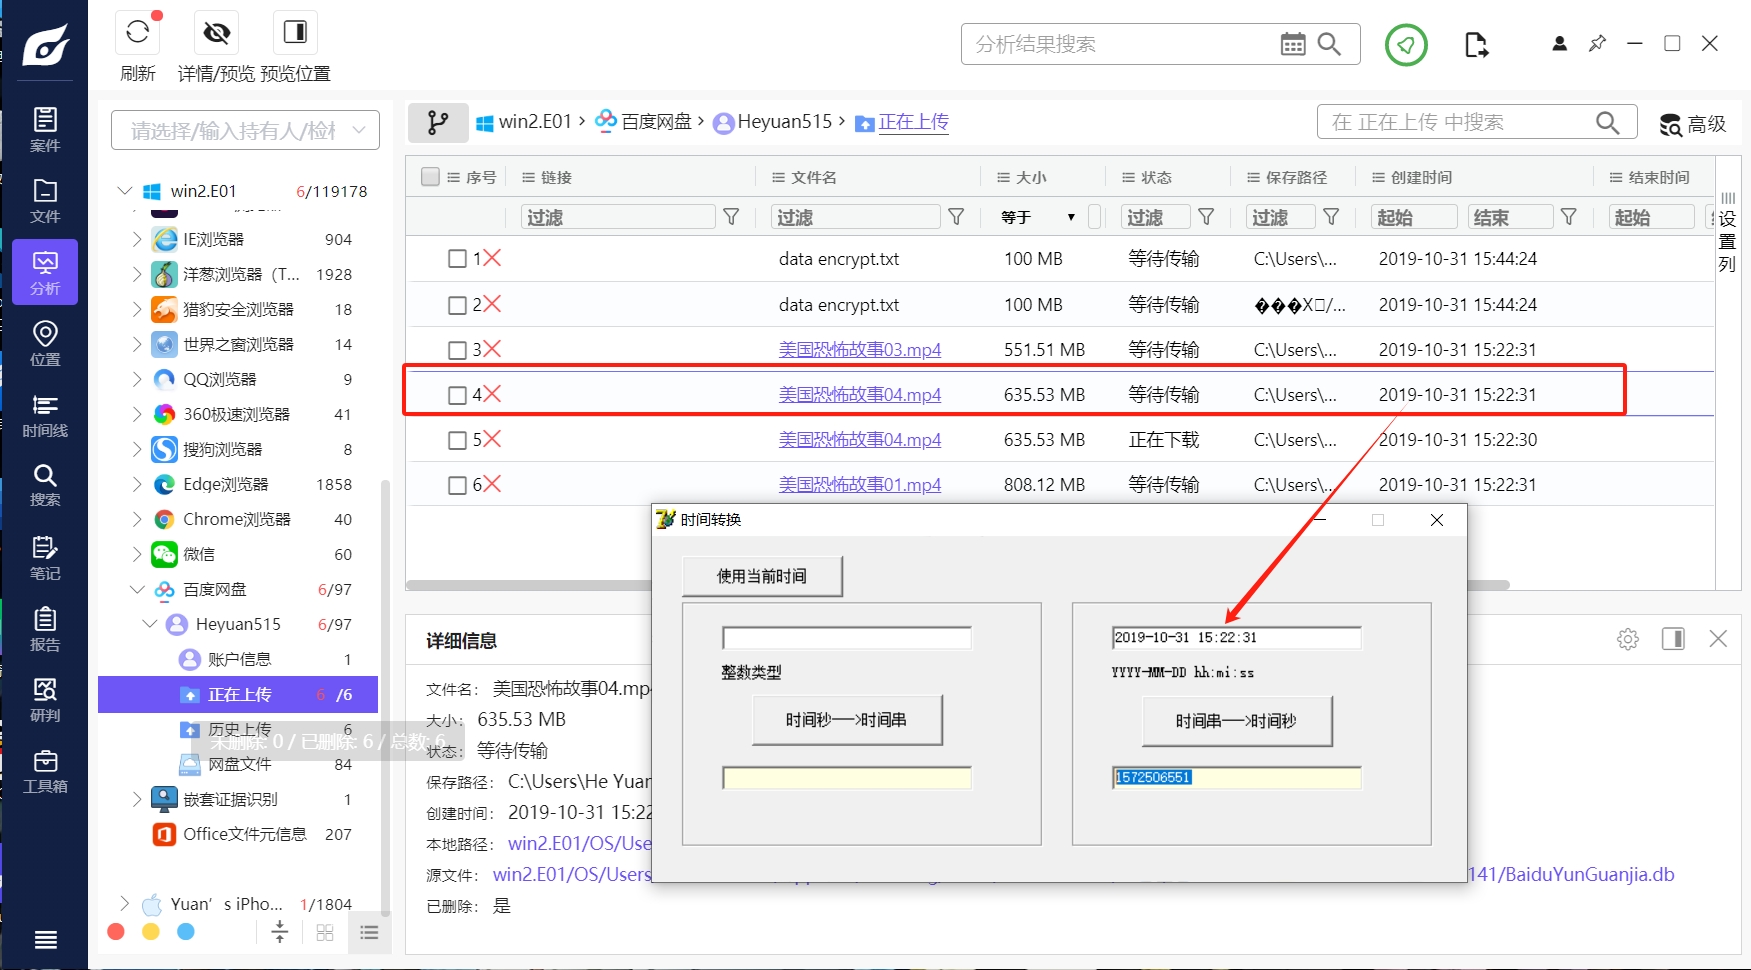 刷新
详情/预览
预览位置
分析结果搜索
案件
文件
分析
位置
时间线
搜索
笔记
报告
研判
工具箱
请选择/输入持有人/检
win2.E01 6/119178
IE浏览器 904
洋葱浏览器（T... 1928
猎豹安全浏览器 18
世界之窗浏览器 14
QQ浏览器 9
360极速浏览器 41
搜狗浏览器 8
Edge浏览器 1858
Chrome浏览器 40
微信 60
百度网盘 6/97
Heyuan515 6/97
账户信息 1
正在上传 6 /6
历史上传 6
未删除: 0 / 已删除: 6 / 总数: 6
网盘文件 84
嵌套证据识别 1
Office文件元信息 207
Yuan’s iPho... 1/1804
win2.E01 › 百度网盘 › Heyuan515 › 正在上传
在 正在上传 中搜索
高级
序号 链接 文件名 大小 状态 保存路径 创建时间 结束时间
过滤 过滤 等于 过滤 过滤 起始 结束 起始
设置列
1 data encrypt.txt 100 MB 等待传输 C:\Users\... 2019-10-31 15:44:24
2 data encrypt.txt 100 MB 等待传输 ���X□/... 2019-10-31 15:44:24
3 美国恐怖故事03.mp4 551.51 MB 等待传输 C:\Users\... 2019-10-31 15:22:31
4 美国恐怖故事04.mp4 635.53 MB 等待传输 C:\Users\... 2019-10-31 15:22:31
5 美国恐怖故事04.mp4 635.53 MB 正在下载 C:\Users\... 2019-10-31 15:22:30
6 美国恐怖故事01.mp4 808.12 MB 等待传输 C:\Users\... 2019-10-31 15:22:31
时间转换
使用当前时间
整数类型
时间秒——>时间串
2019-10-31 15:22:31
YYYY-MM-DD hh:mi:ss
时间串——>时间秒
1572506551
详细信息
文件名: 美国恐怖故事04.mp
大小: 635.53 MB
状态: 等待传输
保存路径: C:\Users\He Yuan
创建时间: 2019-10-31 15:22
本地路径: win2.E01/OS/Use
源文件: win2.E01/OS/Users 141/BaiduYunGuanjia.db
已删除: 是